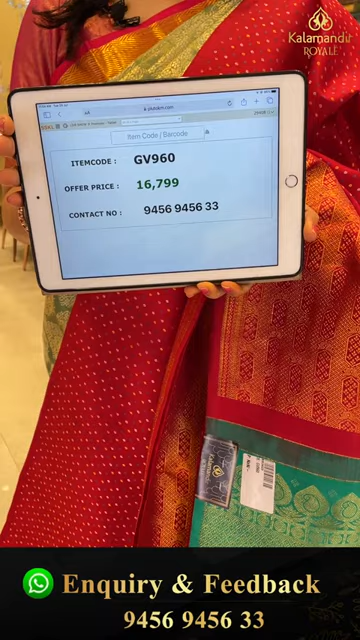 Kalamandir
ROYALE
Item Code / Barcode
ITEMCODE : GV960
OFFER PRICE : 16,799
CONTACT NO : 9456 9456 33
Enquiry & Feedback
9456 9456 33